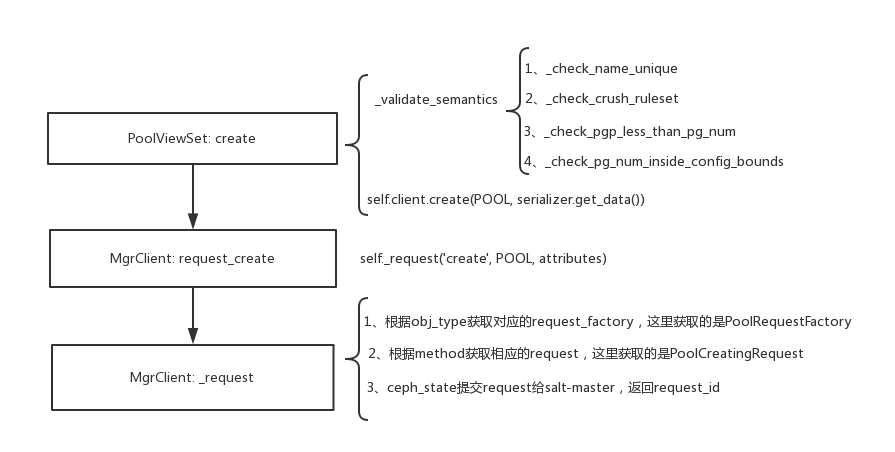 1、_check_name_unique
_validate_semantics
2、_check_crush_ruleset
PoolViewSet: create
3、_check_pgp_less_than_pg_num
4、_check_pg_num_inside_config_bounds
self.client.create(POOL, serializer.get_data())
MgrClient: request_create
self._request('create', POOL, attributes)
1、根据obj_type获取对应的request_factory，这里获取的是PoolRequestFactory
2、根据method获取相应的request，这里获取的是PoolCreatingRequest
MgrClient: _request
3、ceph_state提交request给salt-master，返回request_id